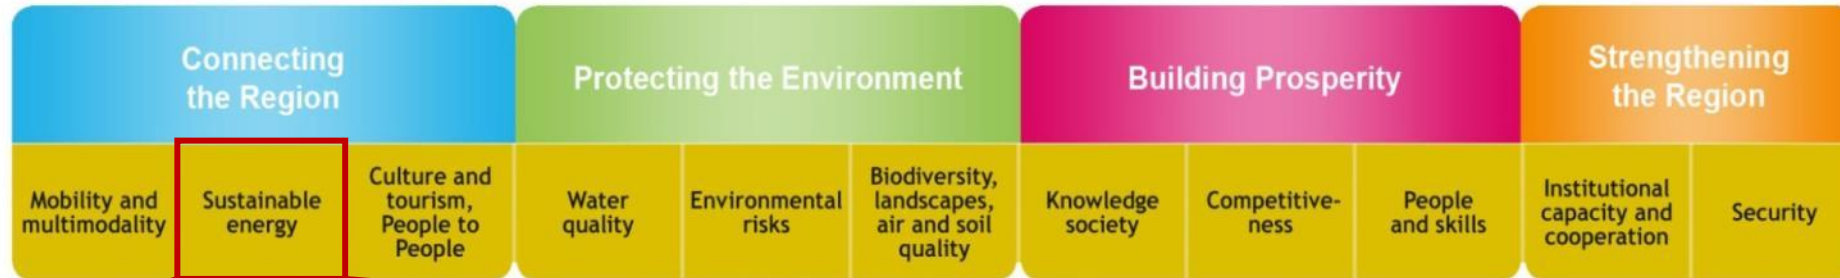 Connecting
the Region
Protecting the Environment
Building Prosperity
Strengthening
the Region
Mobility and
multimodality
Sustainable
energy
Culture and
tourism,
People to
People
Water
quality
Environmental
risks
Biodiversity,
landscapes,
air and soil
quality
Knowledge
society
Competitive-
ness
People
and skills
Institutional
capacity and
cooperation
Security